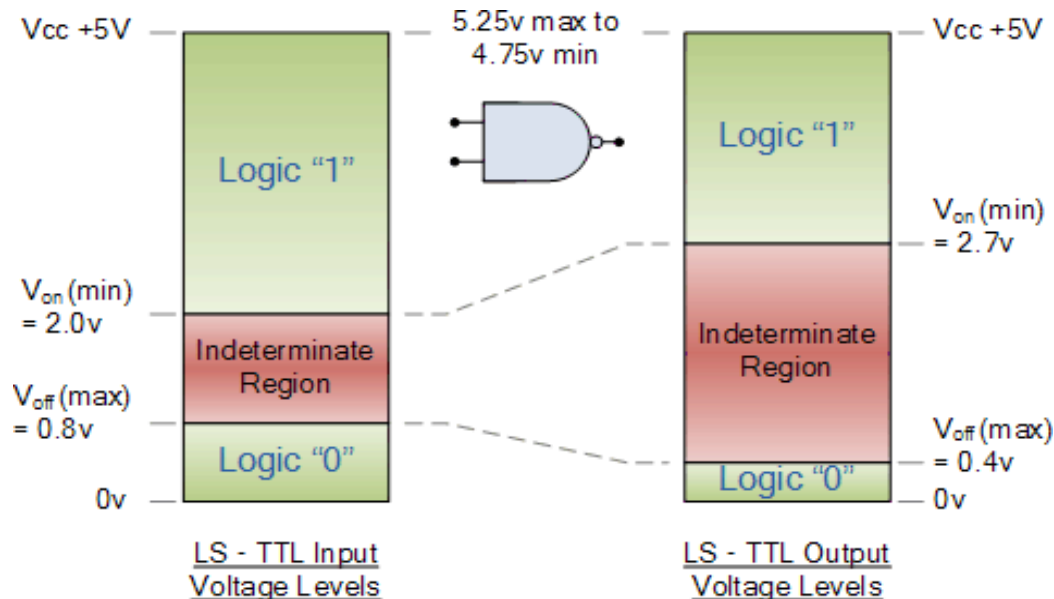 Vcc +5V
5.25v max to
4.75v min
Vcc +5V
Logic “1”
Logic “1”
Von (min)
= 2.7v
Von (min)
= 2.0v
Indeterminate
Region
Indeterminate
Region
Voff (max)
= 0.8v
Voff (max)
=0.4v
Logic “0”
Logic “0”
0v
0v
LS - TTL Input
Voltage Levels
LS - TTL Output
Voltage Levels